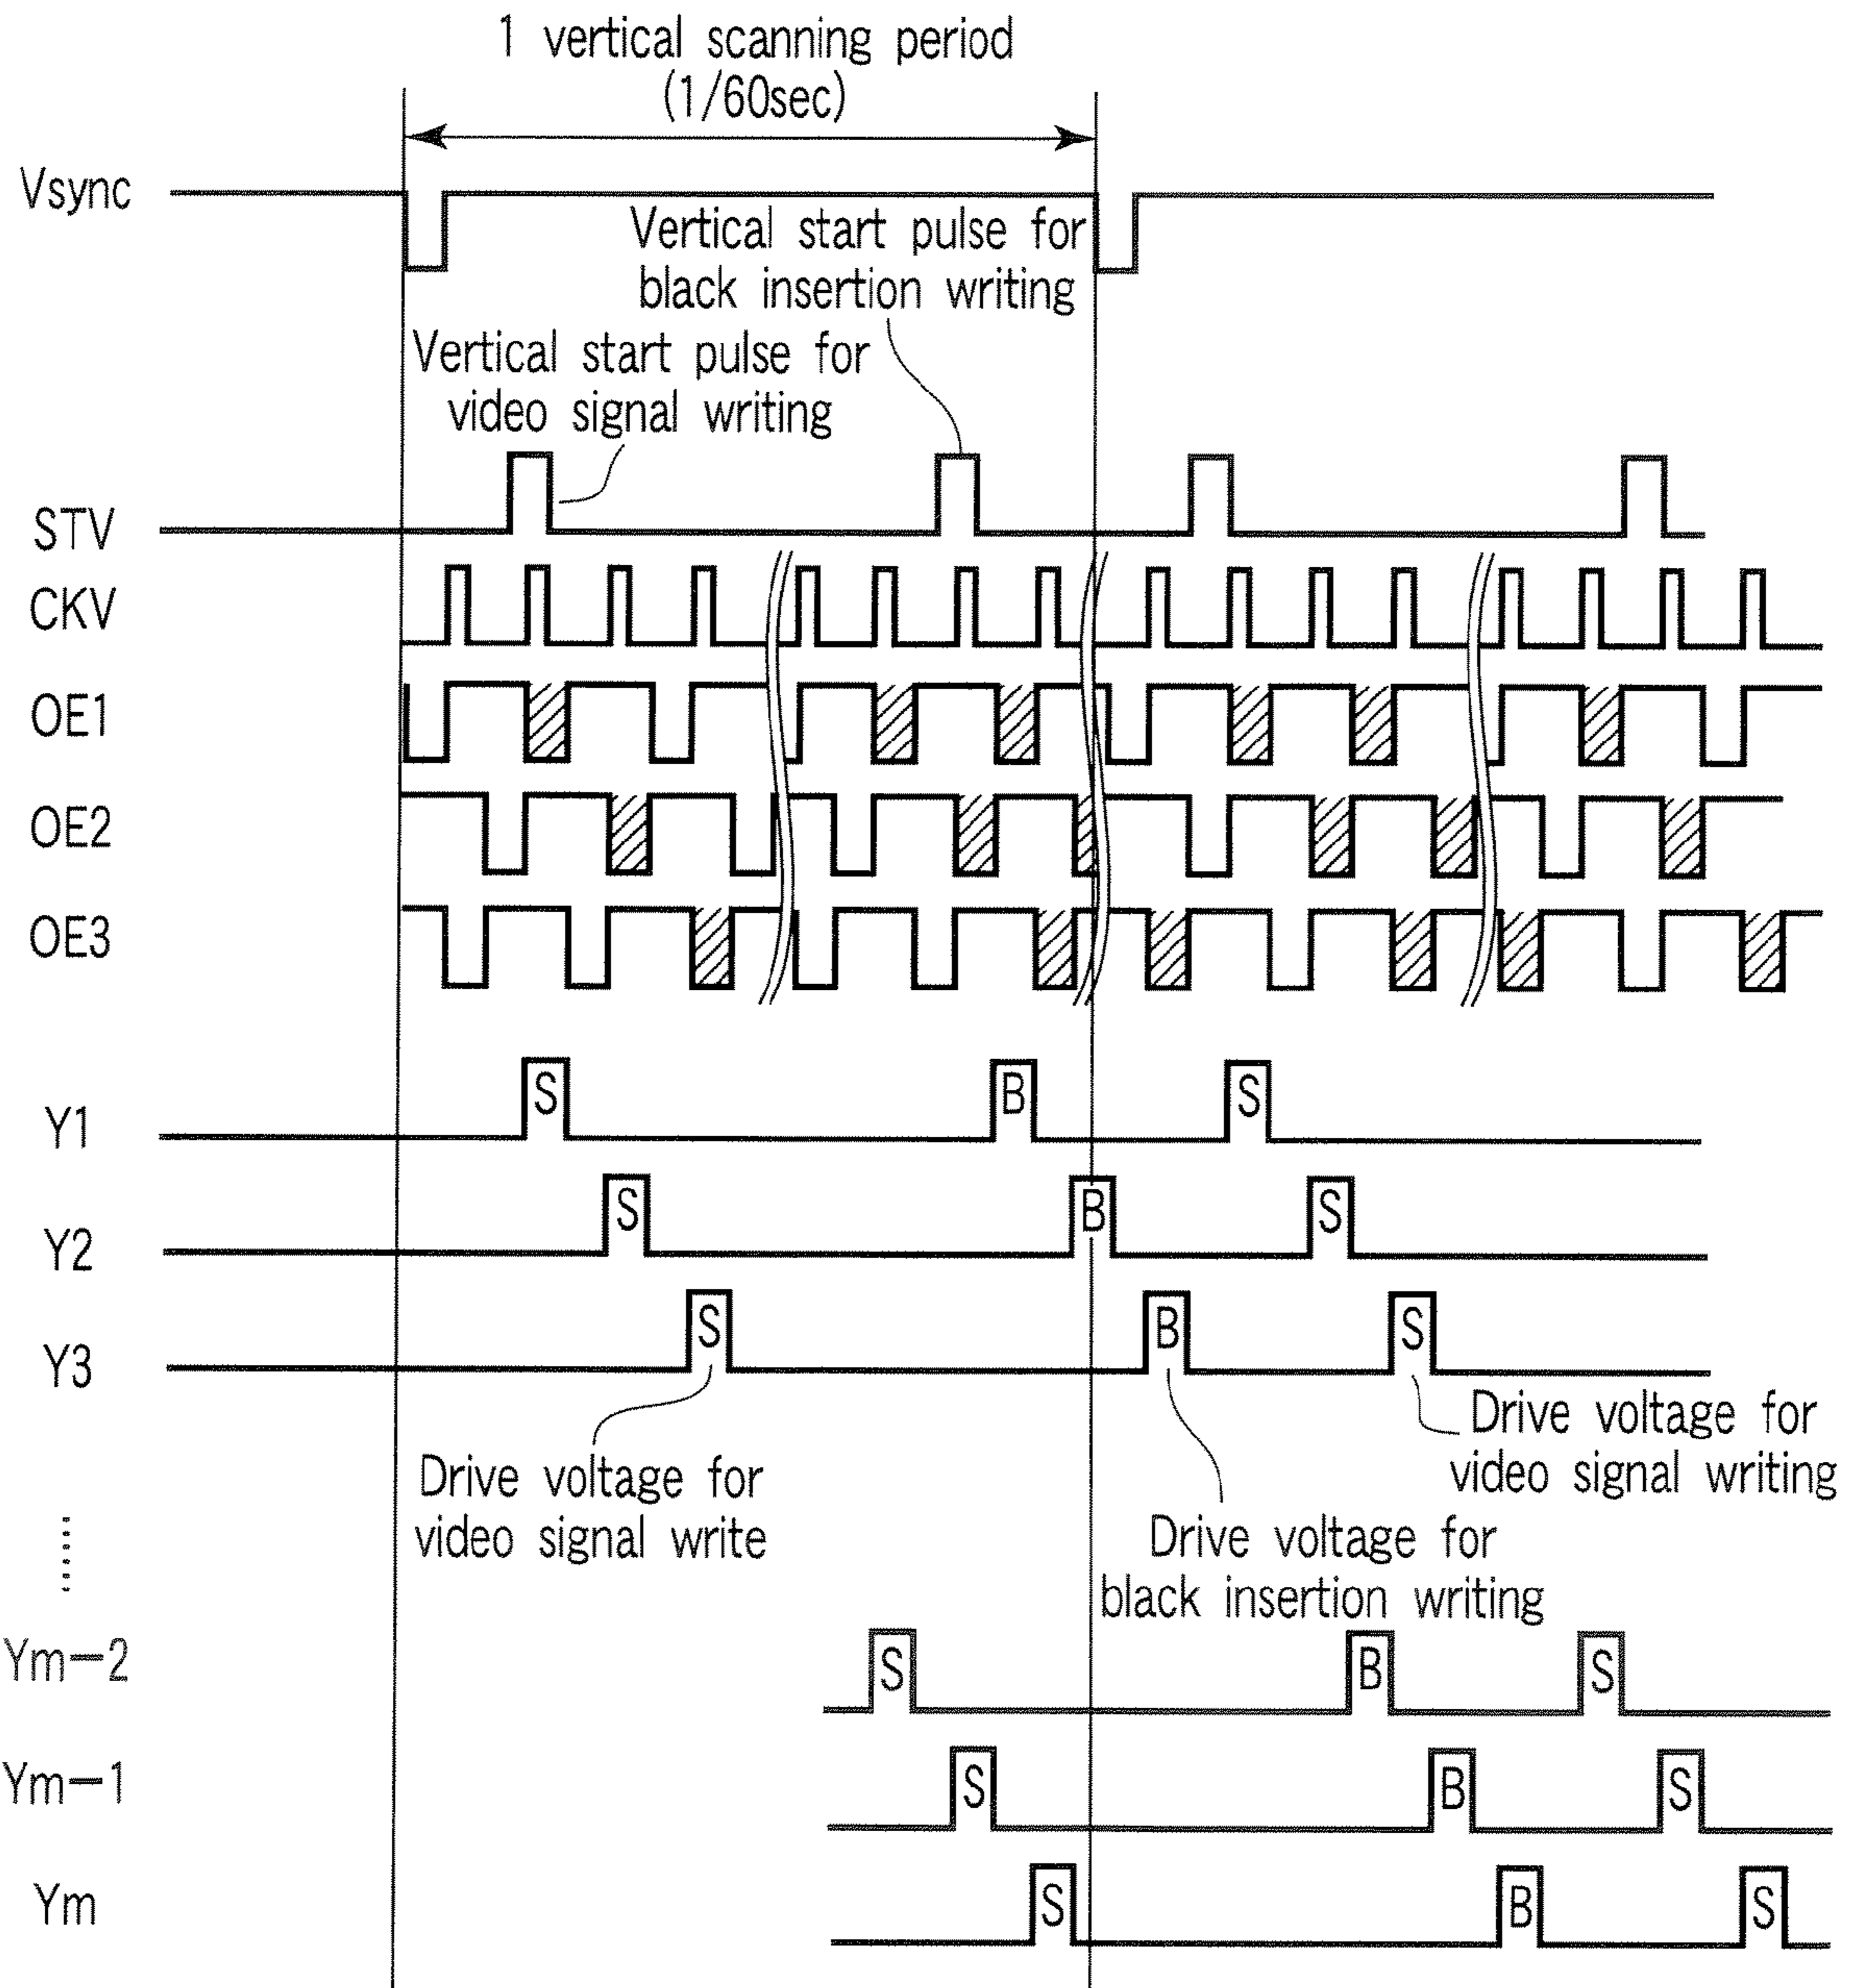 1 vertical scanning period
(1/60sec)
Vsync
Vertical start pulse for
black insertion writing
Vertical start pulse for
video signal writing
STV
CKV
OE1
OE2
OE3
Y1
S
B
S
Y2
S
B
S
Y3
S
B
S
Drive voltage for
video signal writing
Drive voltage for
video signal write
Drive voltage for
black insertion writing
Ym-2
S
B
S
Ym-1
S
B
S
Ym
S
B
S